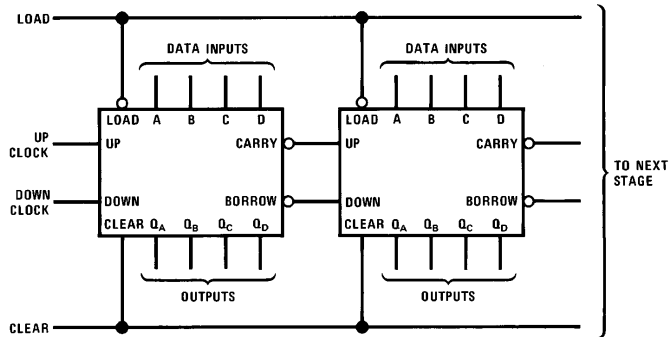 LOAD
DATA INPUTS DATA INPUTS
LOAD A B C D LOAD A B C D
UP CLOCK UP CARRY UP CARRY
TO NEXT STAGE
DOWN CLOCK DOWN BORROW DOWN BORROW
CLEAR QA QB QC QD CLEAR QA QB QC QD
OUTPUTS OUTPUTS
CLEAR